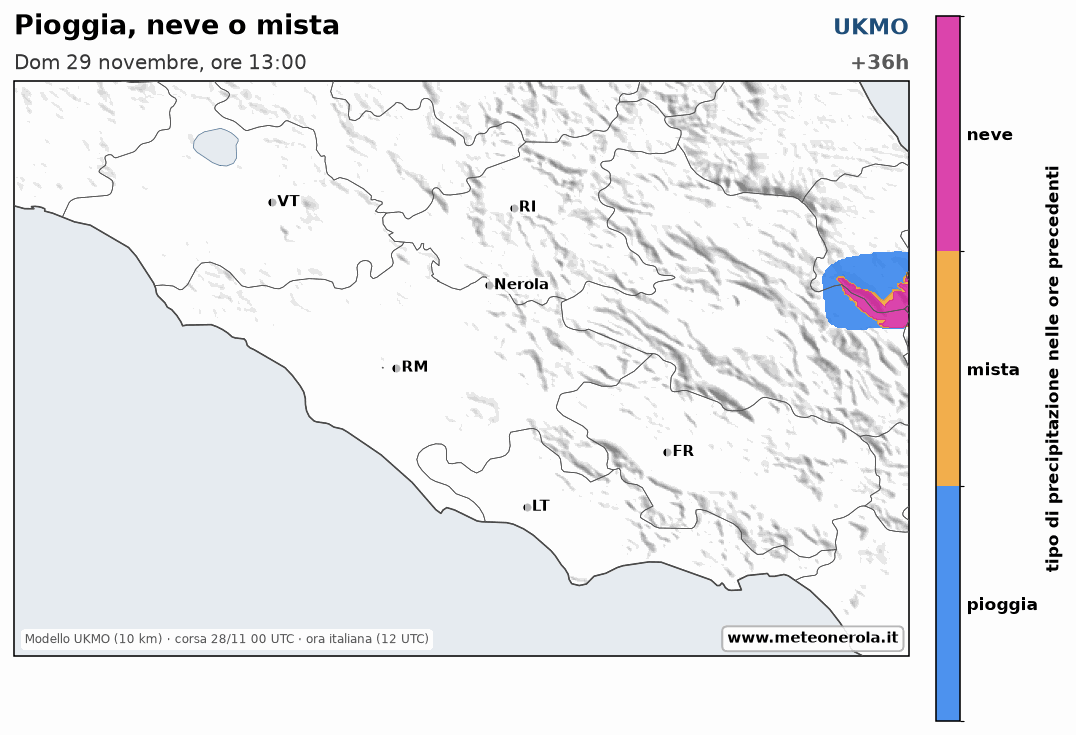 Pioggia, neve o mista
UKMO
Dom 29 novembre, ore 13:00
+36h
neve
VT
RI
Nerola
mista
RM
FR
LT
pioggia
tipo di precipitazione nelle ore precedenti
Modello UKMO (10 km) · corsa 28/11 00 UTC · ora italiana (12 UTC)
www.meteonerola.it